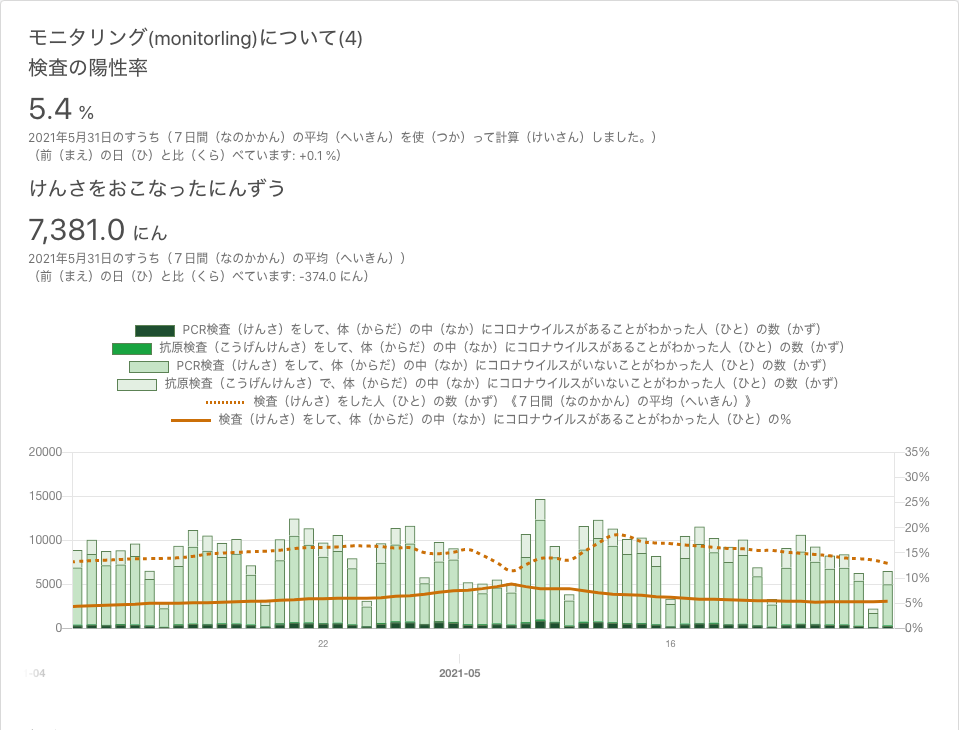 モニタリング(monitorling)について(4)
検査の陽性率
5.4 %
2021年5月31日のすうち（７日間（なのかかん）の平均（へいきん）を使（つか）って計算（けいさん）しました。）
（前（まえ）の日（ひ）と比（くら）べています: +0.1 %）
けんさをおこなったにんずう
7,381.0 にん
2021年5月31日のすうち（７日間（なのかかん）の平均（へいきん））
（前（まえ）の日（ひ）と比（くら）べています: -374.0 にん）
PCR検査（けんさ）をして、体（からだ）の中（なか）にコロナウイルスがあることがわかった人（ひと）の数（かず）
抗原検査（こうげんけんさ）をして、体（からだ）の中（なか）にコロナウイルスがあることがわかった人（ひと）の数（かず）
PCR検査（けんさ）をして、体（からだ）の中（なか）にコロナウイルスがいないことがわかった人（ひと）の数（かず）
抗原検査（こうげんけんさ）で、体（からだ）の中（なか）にコロナウイルスがいないことがわかった人（ひと）の数（かず）
検査（けんさ）をした人（ひと）の数（かず）《７日間（なのかかん）の平均（へいきん）》
検査（けんさ）をして、体（からだ）の中（なか）にコロナウイルスがあることがわかった人（ひと）の%
20000
15000
10000
5000
0
35%
30%
25%
20%
15%
10%
5%
0%
22
16
-04
2021-05